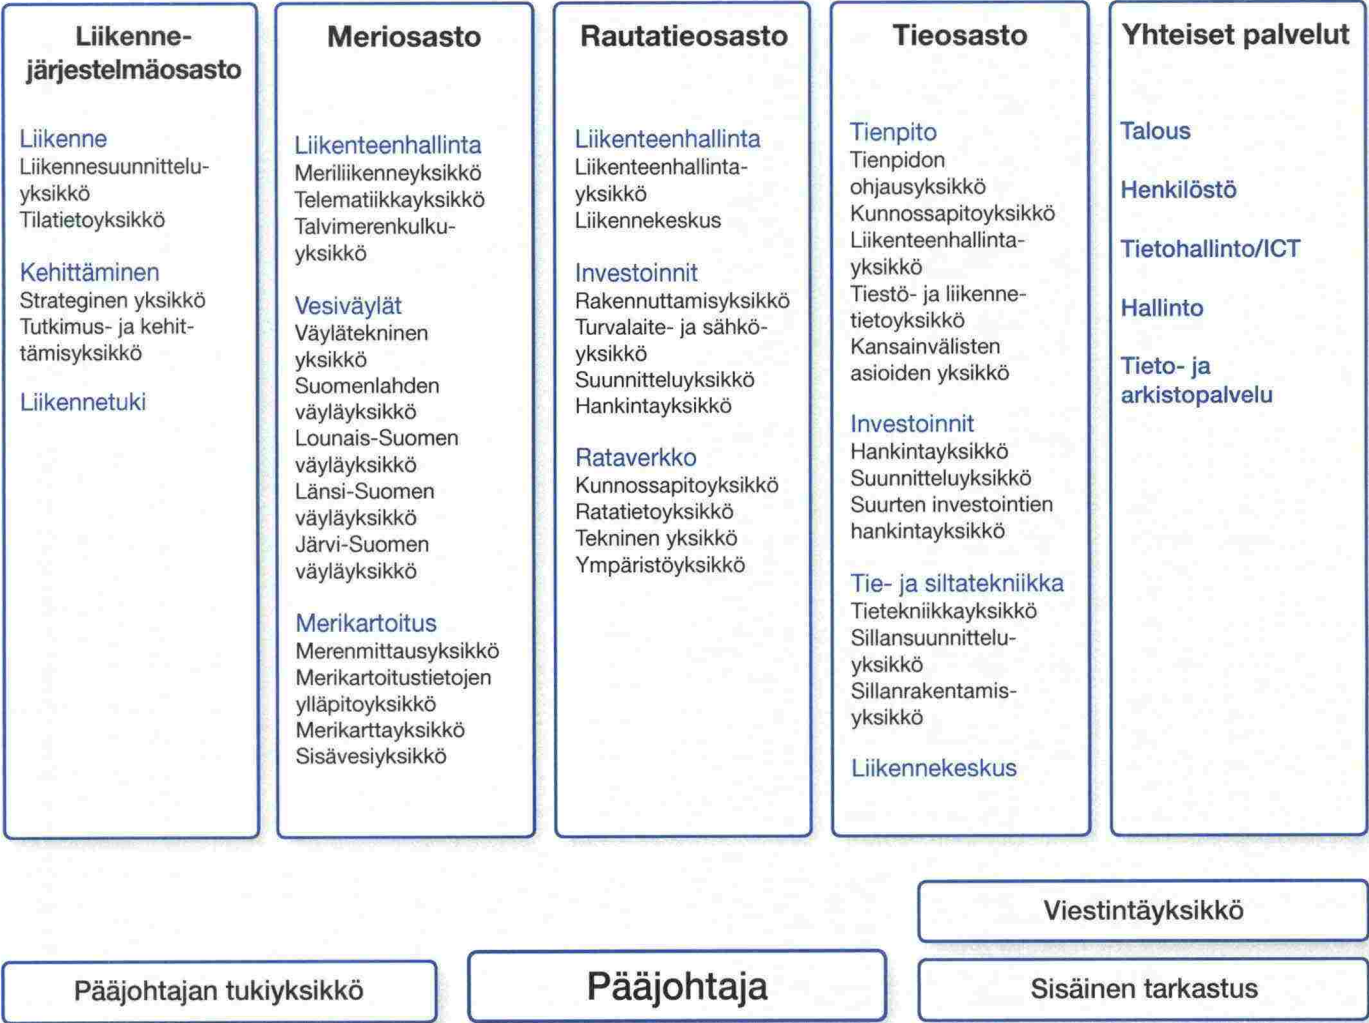 Liikenne-
järjestelmäosasto
Liikenne
Liikennesuunnittelu-
yksikkö
Tilatietoyksikkö
Kehittäminen
Strateginen yksikkö
Tutkimus- ja kehit-
tämisyksikkö
Liikennetuki
Meriosasto
Liikenteenhallinta
Meriliikenneyksikkö
Telematiikkayksikkö
Talvimerenkulku-
yksikkö
Vesiväylät
Väylätekninen
yksikkö
Suomenlahden
väyläyksikkö
Lounais-Suomen
väyläyksikkö
Länsi-Suomen
väyläyksikkö
Järvi-Suomen
väyläyksikkö
Merikartoitus
Merenmittausyksikkö
Merikartoitustietojen
ylläpitoyksikkö
Merikarttayksikkö
Sisävesiyksikkö
Rautatieosasto
Liikenteenhallinta
Liikenteenhallinta-
yksikkö
Liikennekeskus
Investoinnit
Rakennuttamisyksikkö
Turvalaite- ja sähkö-
yksikkö
Suunnitteluyksikkö
Hankintayksikkö
Rataverkko
Kunnossapitoyksikkö
Ratatietoyksikkö
Tekninen yksikkö
Ympäristöyksikkö
Tieosasto
Tienpito
Tienpidon
ohjausyksikkö
Kunnossapitoyksikkö
Liikenteenhallinta-
yksikkö
Tiestö- ja liikenne-
tietoyksikkö
Kansainvälisten
asioiden yksikkö
Investoinnit
Hankintayksikkö
Suunnitteluyksikkö
Suurten investointien
hankintayksikkö
Tie- ja siltatekniikka
Tietekniikkayksikkö
Sillansuunnittelu-
yksikkö
Sillanrakentamis-
yksikkö
Liikennekeskus
Yhteiset palvelut
Talous
Henkilöstö
Tietohallinto/ICT
Hallinto
Tieto- ja
arkistopalvelu
Viestintäyksikkö
Pääjohtajan tukiyksikkö
Pääjohtaja
Sisäinen tarkastus